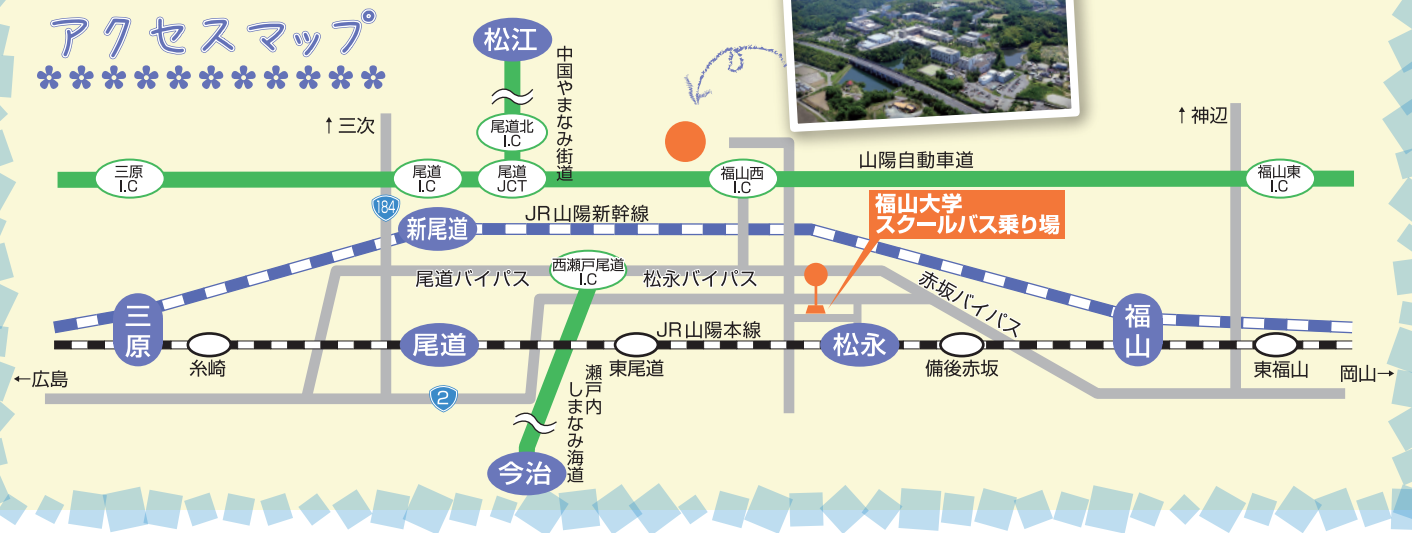 アクセスマップ
松江
中国やまなみ街道
↑三次
尾道北
I.C
↑神辺
三原
I.C
尾道
I.C
尾道
JCT
福山西
I.C
山陽自動車道
福山東
I.C
184
新尾道
JR山陽新幹線
福山大学
スクールバス乗り場
尾道バイパス
西瀬戸尾道
I.C
松永バイパス
赤坂バイパス
三原
糸崎
尾道
東尾道
JR山陽本線
松永
備後赤坂
福山
東福山
←広島
岡山→
2
瀬戸内
しまなみ海道
今治